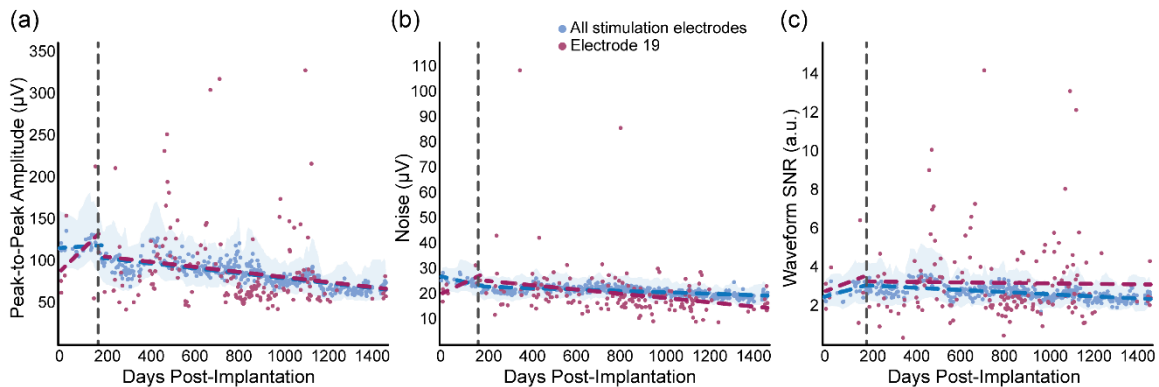 (a)
(b)
(c)
All stimulation electrodes
Electrode 19
Peak-to-Peak Amplitude (µV)
350
300
250
200
150
100
50
0 200 400 600 800 1000 1200 1400
Days Post-Implantation
Noise (µV)
110
100
90
80
70
60
50
40
30
20
10
0 200 400 600 800 1000 1200 1400
Days Post-Implantation
Waveform SNR (a.u.)
14
12
10
8
6
4
2
0 200 400 600 800 1000 1200 1400
Days Post-Implantation